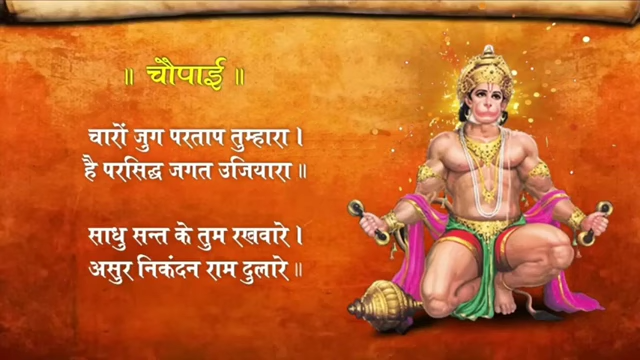 ॥ चौपाई ॥
चारों जुग परताप तुम्हारा ।
है परसिद्ध जगत उजियारा ॥
साधु सन्त के तुम रखवारे ।
असुर निकंदन राम दुलारे ॥